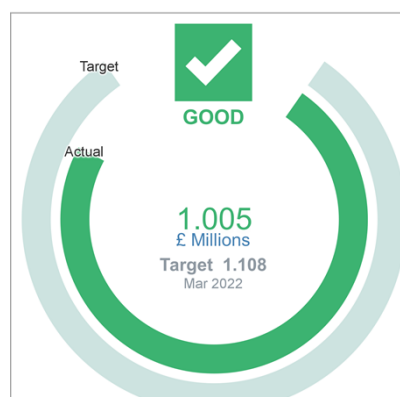 Target
GOOD
Actual
1.005
£ Millions
Target 1.108
Mar 2022